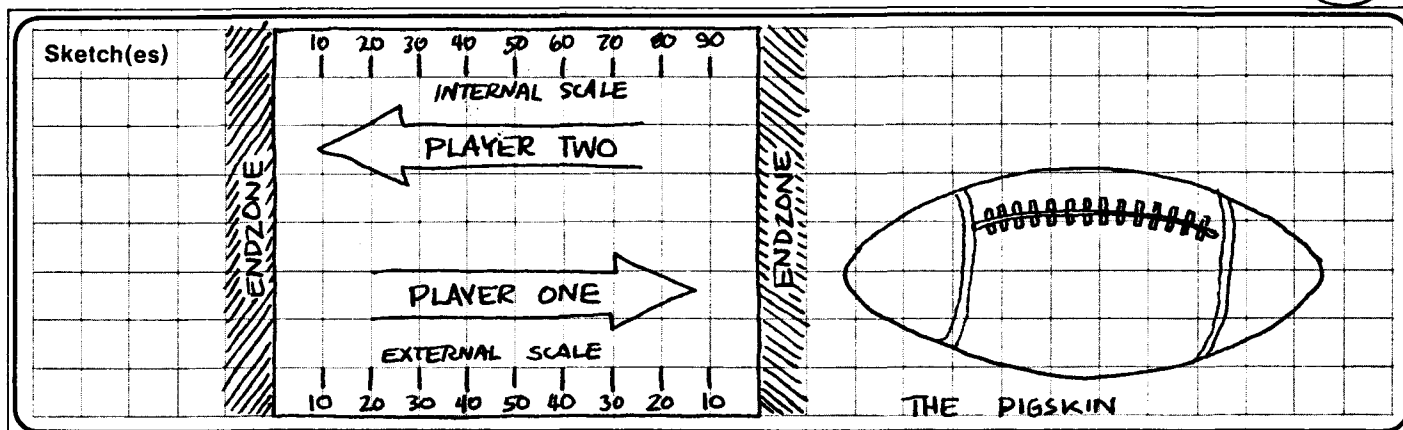 Sketch(es)
10 20 30 40 50 60 70 80 90
INTERNAL SCALE
PLAYER TWO
ENDZONE
ENDZONE
PLAYER ONE
EXTERNAL SCALE
10 20 30 40 50 40 30 20 10
THE PIGSKIN